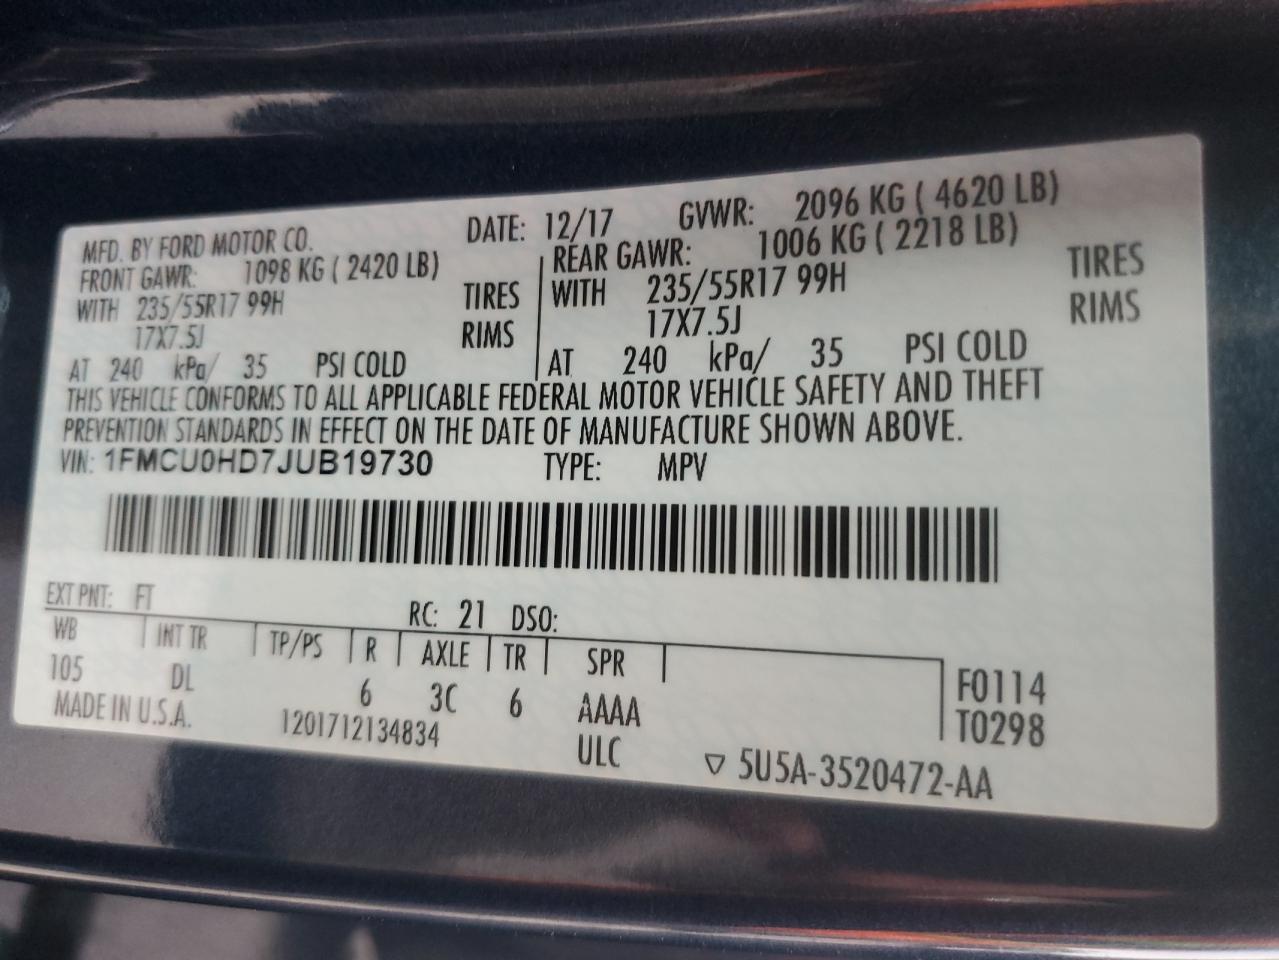 MFD. BY FORD MOTOR CO. DATE: 12/17 GVWR: 2096 KG ( 4620 LB)
FRONT GAWR: 1098 KG ( 2420 LB) REAR GAWR: 1006 KG ( 2218 LB)
WITH 235/55R17 99H TIRES WITH 235/55R17 99H TIRES
17X7.5J RIMS 17X7.5J RIMS
AT 240 kPa/ 35 PSI COLD AT 240 kPa/ 35 PSI COLD
THIS VEHICLE CONFORMS TO ALL APPLICABLE FEDERAL MOTOR VEHICLE SAFETY AND THEFT
PREVENTION STANDARDS IN EFFECT ON THE DATE OF MANUFACTURE SHOWN ABOVE.
VIN: 1FMCU0HD7JUB19730 TYPE: MPV
EXT PNT: FT RC: 21 DSO:
WB INT TR TP/PS R AXLE TR SPR
105 DL 6 3C 6 AAAA F0114
MADE IN U.S.A. 1201712134834 ULC T0298
▽ 5U5A-3520472-AA